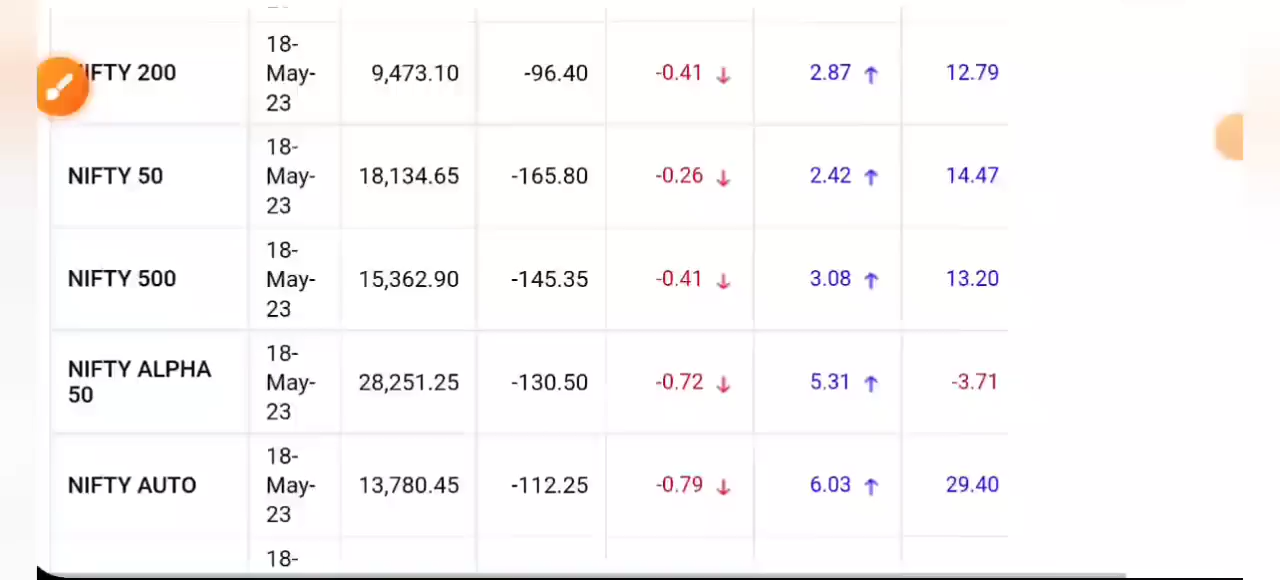 NIFTY 200 18-May-23 9,473.10 -96.40 -0.41 ↓ 2.87 ↑ 12.79
NIFTY 50 18-May-23 18,134.65 -165.80 -0.26 ↓ 2.42 ↑ 14.47
NIFTY 500 18-May-23 15,362.90 -145.35 -0.41 ↓ 3.08 ↑ 13.20
NIFTY ALPHA 50 18-May-23 28,251.25 -130.50 -0.72 ↓ 5.31 ↑ -3.71
NIFTY AUTO 18-May-23 13,780.45 -112.25 -0.79 ↓ 6.03 ↑ 29.40
18-